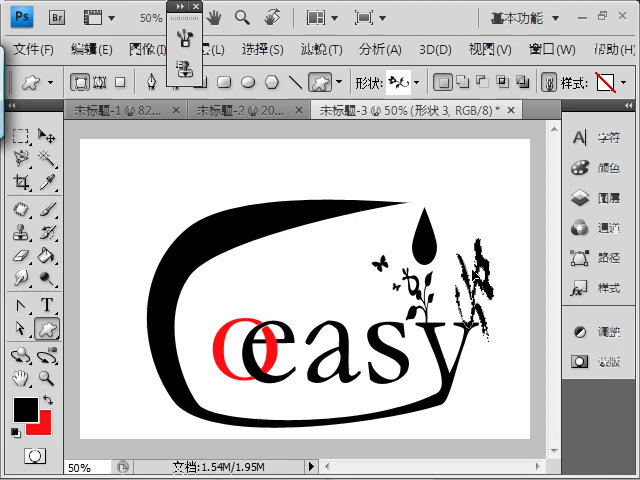 Ps Br 50% 基本功能
文件(F) 编辑(E) 图像(I) (L) 选择(S) 滤镜(T) 分析(A) 3D(D) 视图(V) 窗口(W) 帮助(H)
形状: 样式:
未标题-1 @ 82... × 未标题-2 @ 20... × 未标题-3 @ 50% (形状 3, RGB/8) * ×
字符
颜色
图层
通道
路径
样式
调整
蒙版
oeasy
50% 文档:1.54M/1.95M